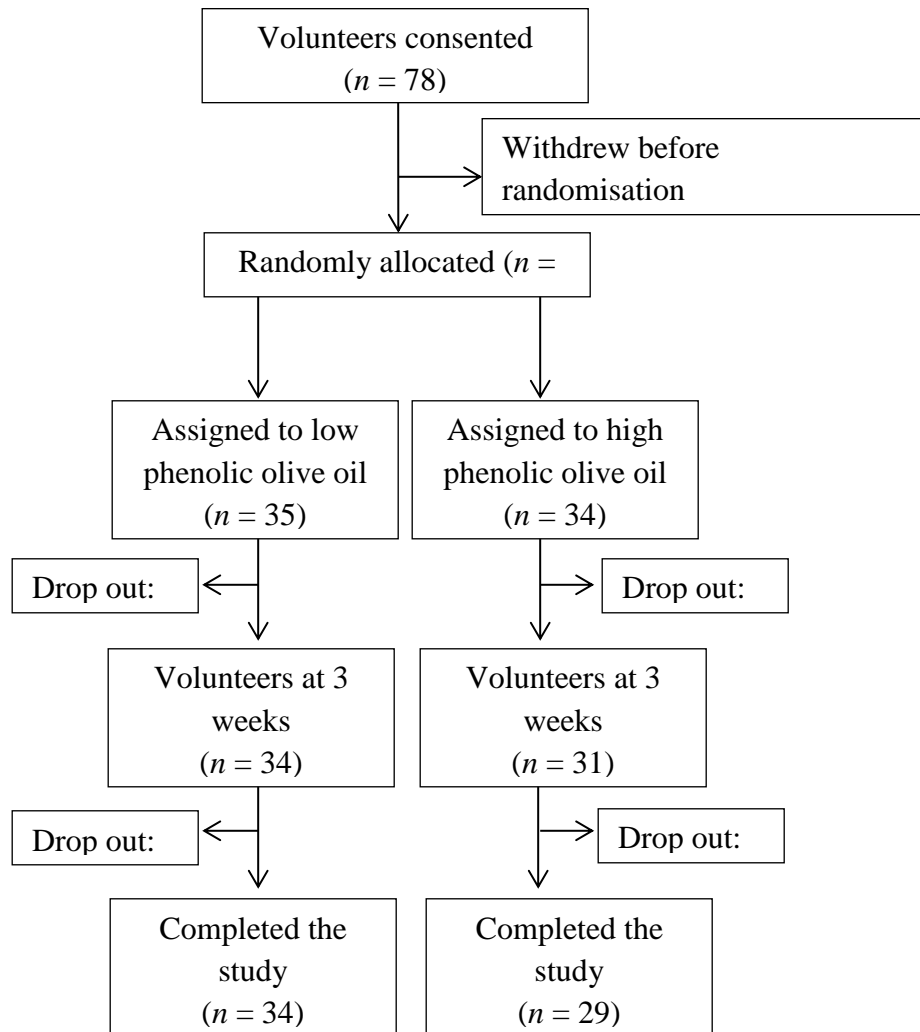 Volunteers consented
(n = 78)
Withdrew before
randomisation
Randomly allocated (n =
Assigned to low
phenolic olive oil
(n = 35)
Assigned to high
phenolic olive oil
(n = 34)
Drop out:
Drop out:
Volunteers at 3
weeks
(n = 34)
Volunteers at 3
weeks
(n = 31)
Drop out:
Drop out:
Completed the
study
(n = 34)
Completed the
study
(n = 29)